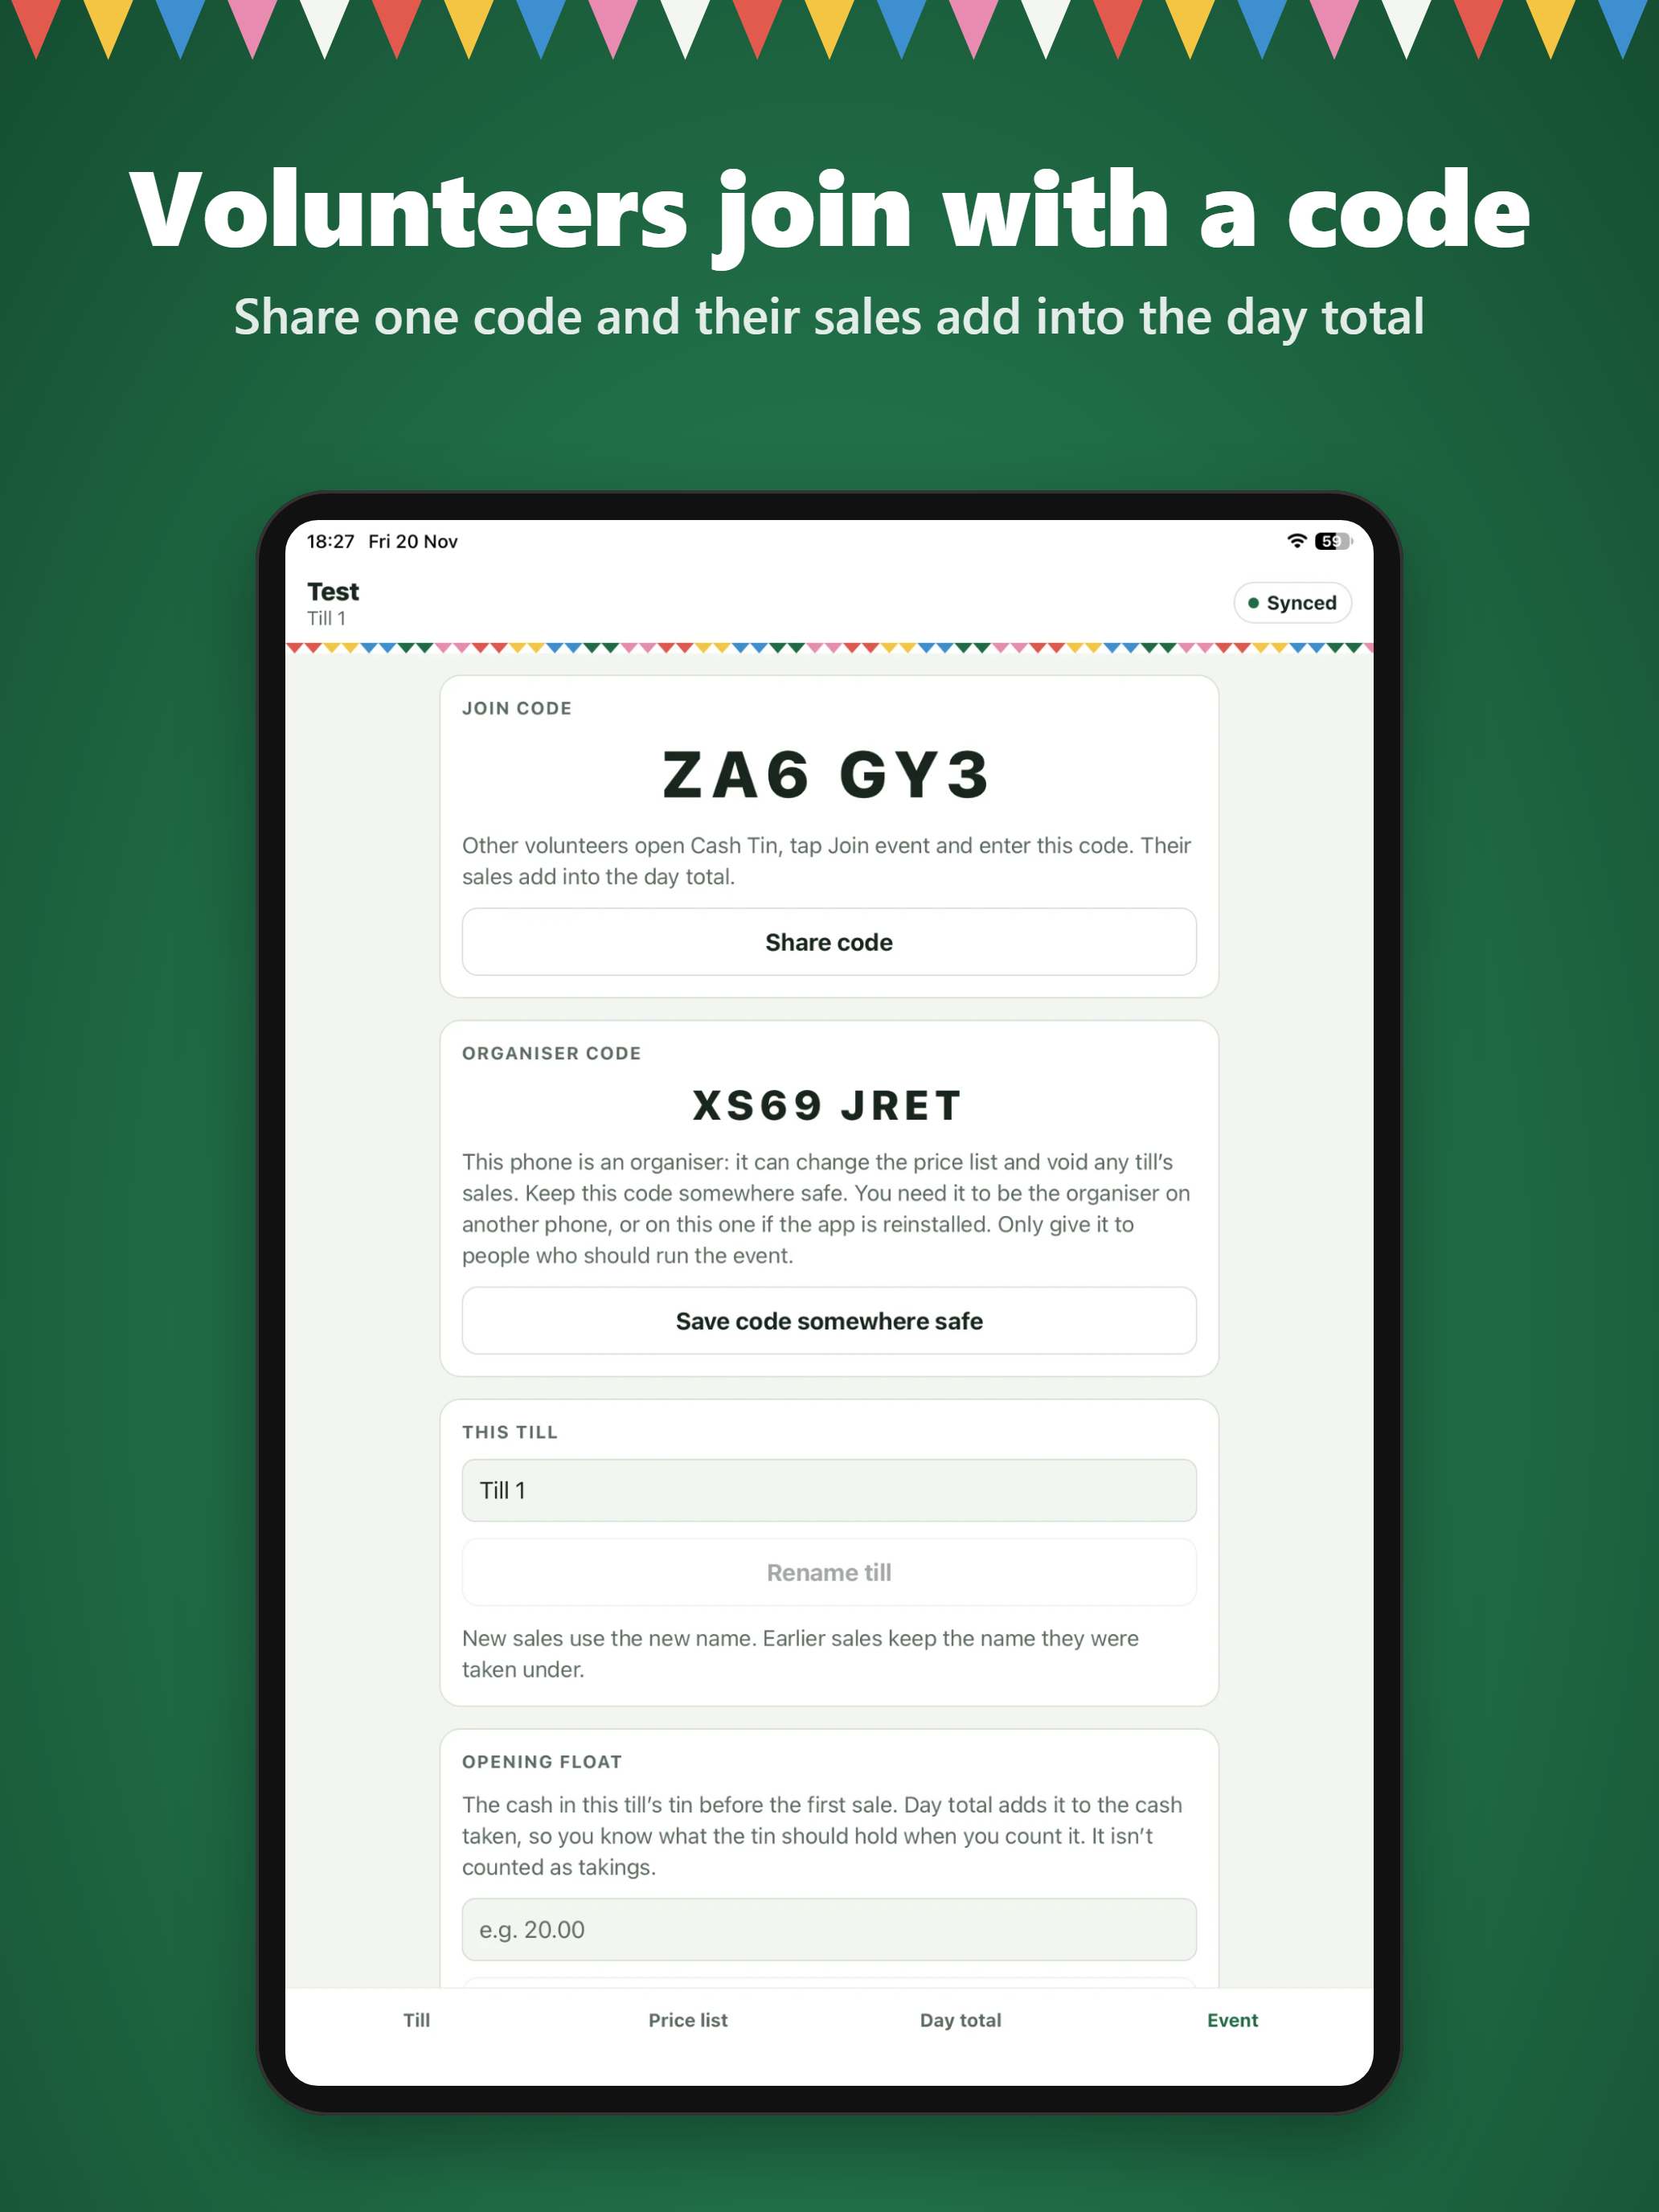 Volunteers join with a code
Share one code and their sales add into the day total
18:27 Fri 20 Nov
59
Test
Till 1
Synced
JOIN CODE
ZA6 GY3
Other volunteers open Cash Tin, tap Join event and enter this code. Their
sales add into the day total.
Share code
ORGANISER CODE
XS69 JRET
This phone is an organiser: it can change the price list and void any till’s
sales. Keep this code somewhere safe. You need it to be the organiser on
another phone, or on this one if the app is reinstalled. Only give it to
people who should run the event.
Save code somewhere safe
THIS TILL
Till 1
Rename till
New sales use the new name. Earlier sales keep the name they were
taken under.
OPENING FLOAT
The cash in this till’s tin before the first sale. Day total adds it to the cash
taken, so you know what the tin should hold when you count it. It isn’t
counted as takings.
e.g. 20.00
Till Price list Day total Event